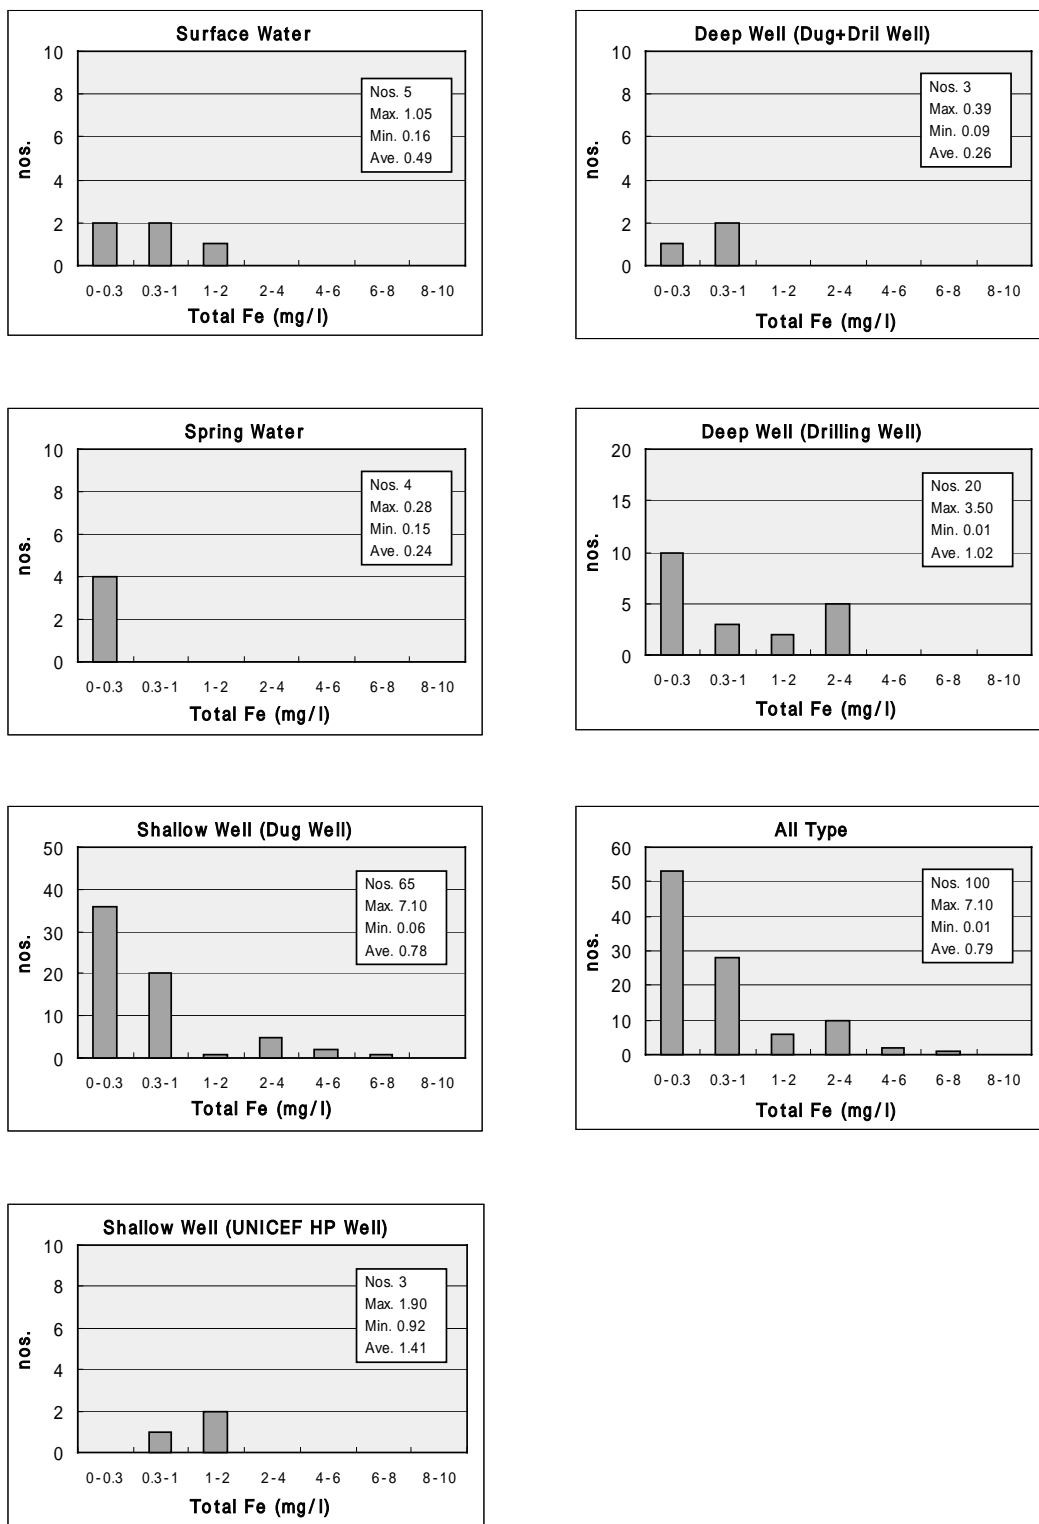 Surface Water
10
8
6
4
2
0
nos.
Nos. 5
Max. 1.05
Min. 0.16
Ave. 0.49
0-0.3 0.3-1 1-2 2-4 4-6 6-8 8-10
Total Fe (mg/l)
Deep Well (Dug+Dril Well)
10
8
6
4
2
0
nos.
Nos. 3
Max. 0.39
Min. 0.09
Ave. 0.26
0-0.3 0.3-1 1-2 2-4 4-6 6-8 8-10
Total Fe (mg/l)
Spring Water
10
8
6
4
2
0
nos.
Nos. 4
Max. 0.28
Min. 0.15
Ave. 0.24
0-0.3 0.3-1 1-2 2-4 4-6 6-8 8-10
Total Fe (mg/l)
Deep Well (Drilling Well)
20
15
10
5
0
nos.
Nos. 20
Max. 3.50
Min. 0.01
Ave. 1.02
0-0.3 0.3-1 1-2 2-4 4-6 6-8 8-10
Total Fe (mg/l)
Shallow Well (Dug Well)
50
40
30
20
10
0
nos.
Nos. 65
Max. 7.10
Min. 0.06
Ave. 0.78
0-0.3 0.3-1 1-2 2-4 4-6 6-8 8-10
Total Fe (mg/l)
All Type
60
50
40
30
20
10
0
nos.
Nos. 100
Max. 7.10
Min. 0.01
Ave. 0.79
0-0.3 0.3-1 1-2 2-4 4-6 6-8 8-10
Total Fe (mg/l)
Shallow Well (UNICEF HP Well)
10
8
6
4
2
0
nos.
Nos. 3
Max. 1.90
Min. 0.92
Ave. 1.41
0-0.3 0.3-1 1-2 2-4 4-6 6-8 8-10
Total Fe (mg/l)